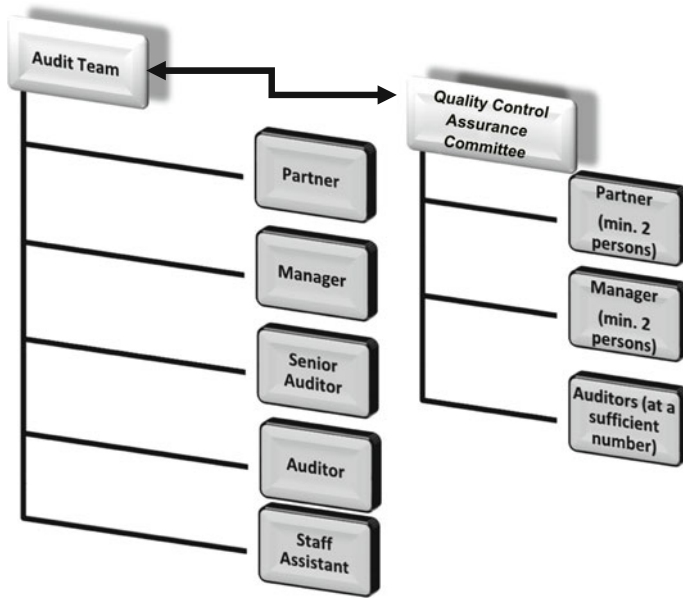 Audit Team
Partner
Manager
Senior
Auditor
Auditor
Staff
Assistant
Quality Control
Assurance
Committee
Partner
(min. 2
persons)
Manager
(min. 2
persons)
Auditors (at a
sufficient
number)